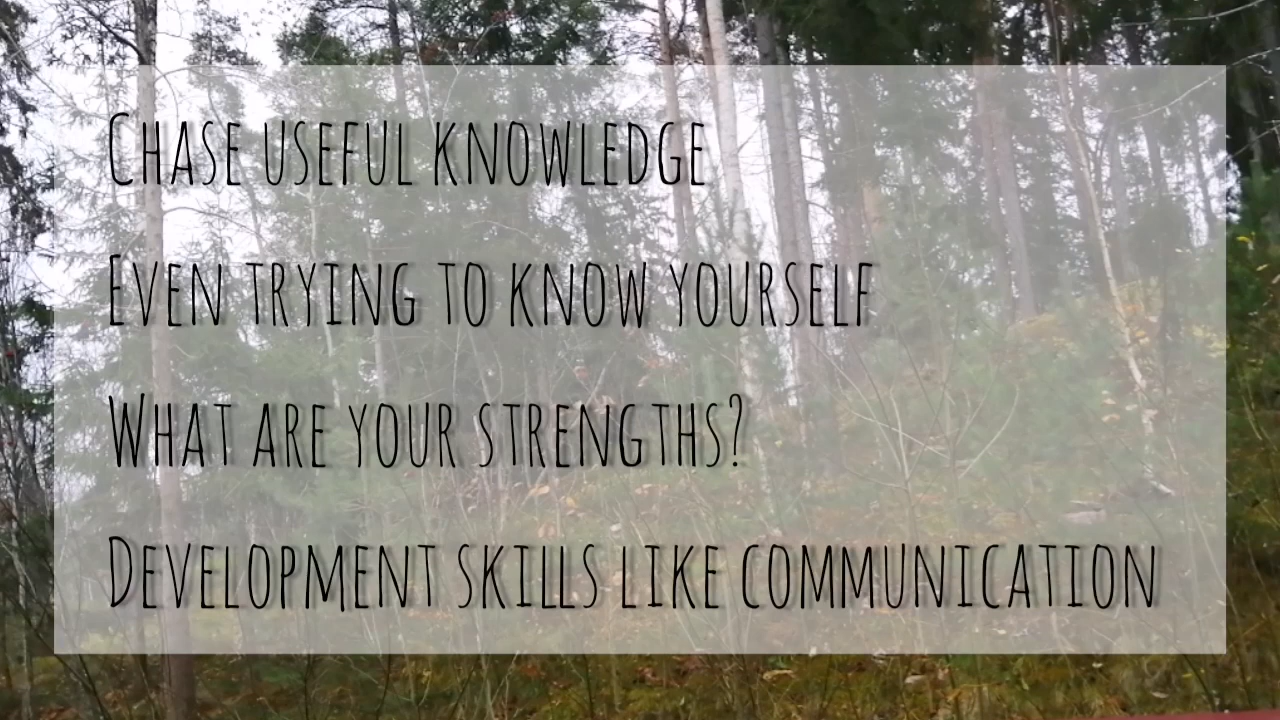 Chase useful knowledge
Even trying to know yourself
What are your strengths?
Development skills like communication